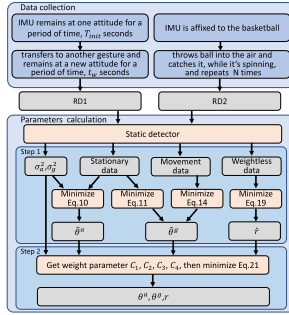 Data collection
IMU remains at one attitude for a
period of time, T_init seconds
IMU is affixed to the basketball
transfers to another gesture and
remains at a new attitude for a
period of time, t_w seconds
throws ball into the air and
catches it, while it's spinning,
and repeats N times
RD1
RD2
Parameters calculation
Static detector
Step 1
σ_a^2,σ_g^2
Stationary
data
Movement
data
Weightless
data
Minimize
Eq.10
Minimize
Eq.11
Minimize
Eq.14
Minimize
Eq.19
θ̃^a
θ̃^g
r̃
Step 2
Get weight parameter C_1, C_2, C_3, C_4, then minimize Eq.21
θ^a,θ^g,r